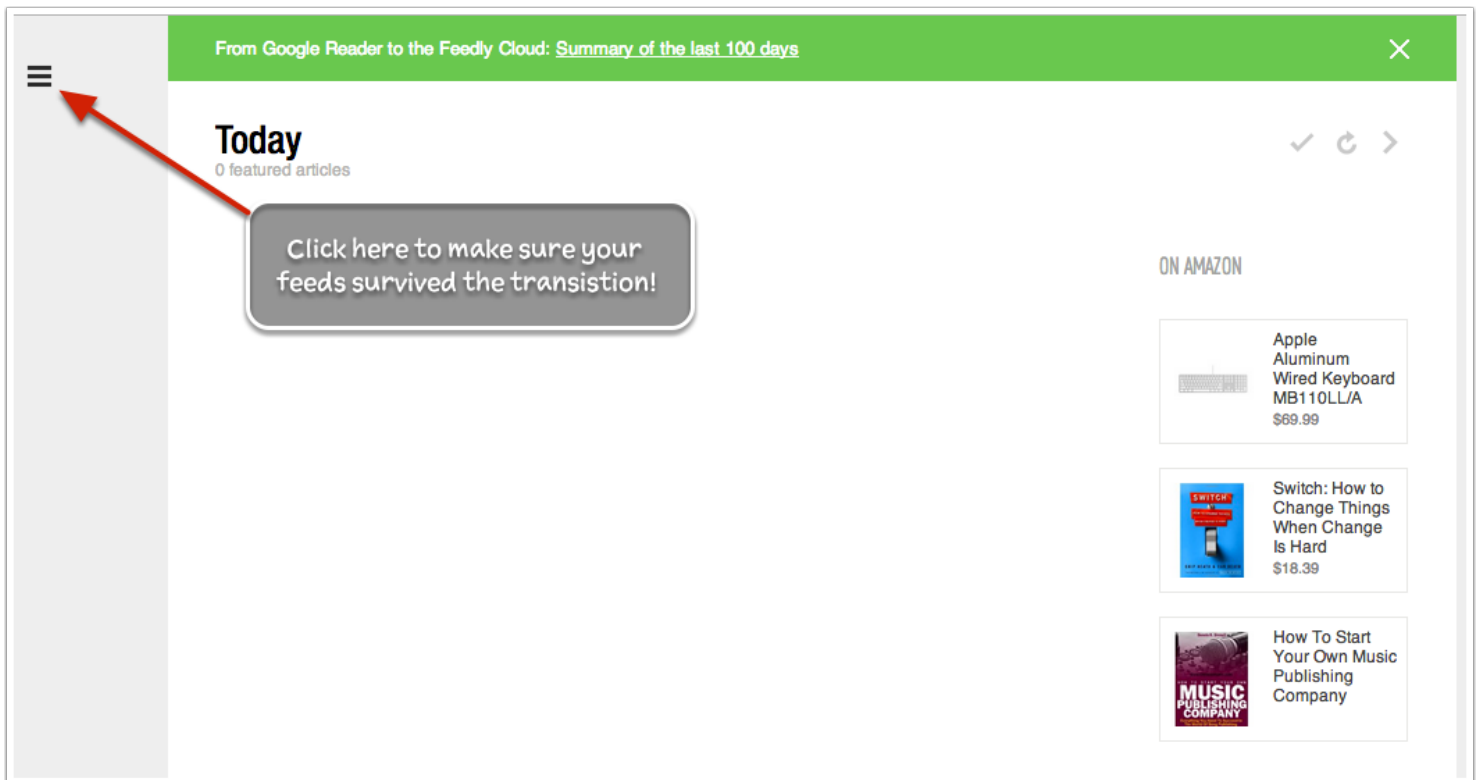 From Google Reader to the Feedly Cloud: Summary of the last 100 days
Today
0 featured articles
Click here to make sure your
feeds survived the transistion!
ON AMAZON
Apple
Aluminum
Wired Keyboard
MB110LL/A
$69.99
SWITCH
Switch: How to
Change Things
When Change
Is Hard
$18.39
MUSIC
PUBLISHING
COMPANY
How To Start
Your Own Music
Publishing
Company